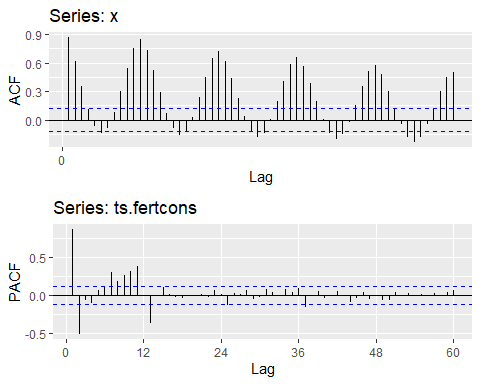 Series: x
0.9
0.6
0.3
0.0
ACF
0
Lag
Series: ts.fertcons
0.5
0.0
-0.5
PACF
0 12 24 36 48 60
Lag